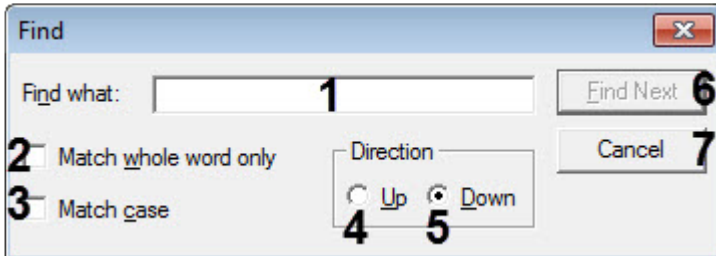 Find
Find what: 1 Find Next 6
2 Match whole word only Direction Cancel 7
3 Match case Up Down
4 5